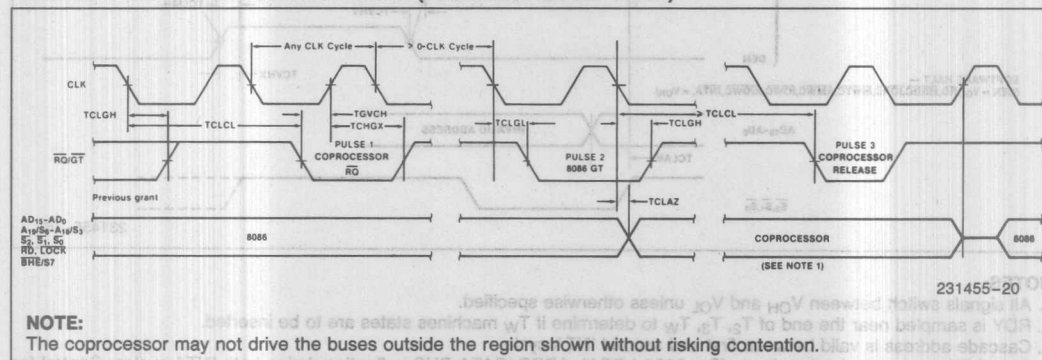 Any CLK Cycle
> 0-CLK Cycle
CLK
TCLGH
TCLCL
TGVCH
TCHGX
TCLGL
TCLGH
> TCLCL
RQ/GT
PULSE 1
COPROCESSOR
RQ
PULSE 2
8086 GT
PULSE 3
COPROCESSOR
RELEASE
Previous grant
TCLAZ
AD15-AD0
A19/S6-A16/S3
S2, S1, S0
RD, LOCK
BHE/S7
8086
COPROCESSOR
8086
(SEE NOTE 1)
231455-20
NOTE:
The coprocessor may not drive the buses outside the region shown without risking contention.